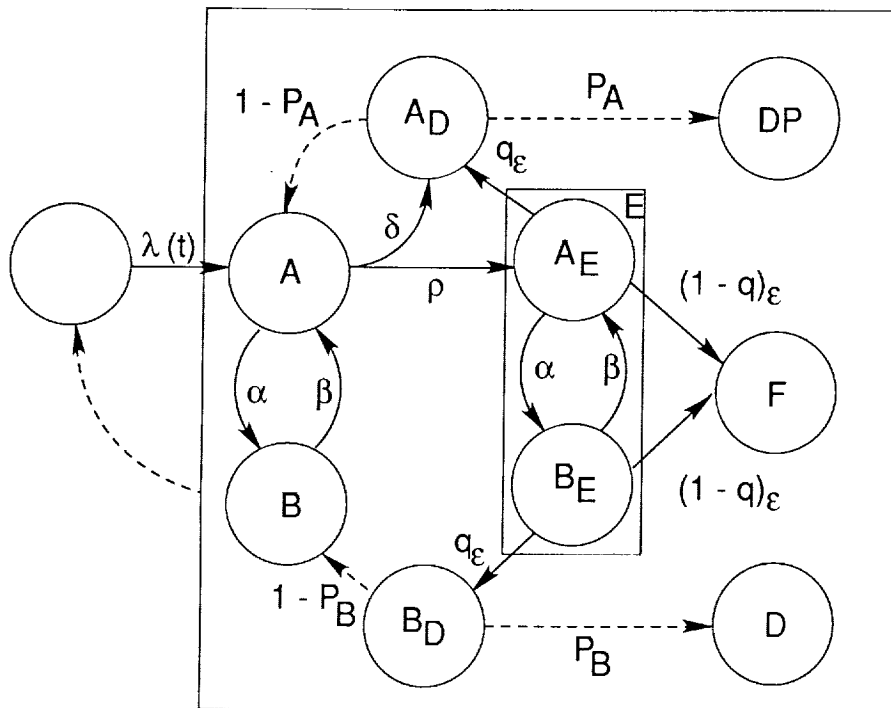 1 - P_A
A_D
P_A
DP
q_ε
E
λ (t)
δ
A
ρ
A_E
(1 - q)_ε
α
β
α
β
F
B
B_E
(1 - q)_ε
q_ε
1 - P_B
B_D
P_B
D